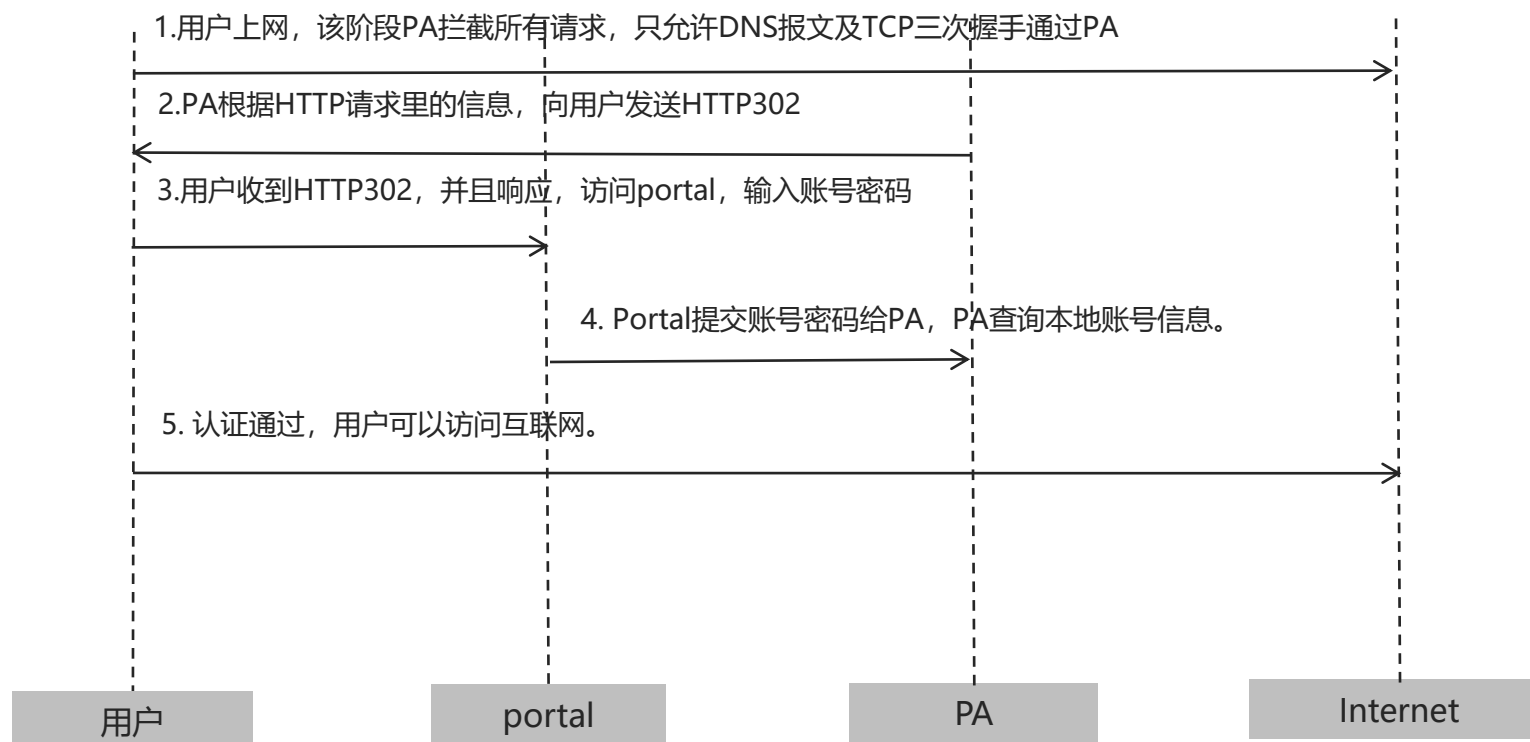 1.用户上网，该阶段PA拦截所有请求，只允许DNS报文及TCP三次握手通过PA
2.PA根据HTTP请求里的信息，向用户发送HTTP302
3.用户收到HTTP302，并且响应，访问portal，输入账号密码
4. Portal提交账号密码给PA，PA查询本地账号信息。
5. 认证通过，用户可以访问互联网。
用户
portal
PA
Internet